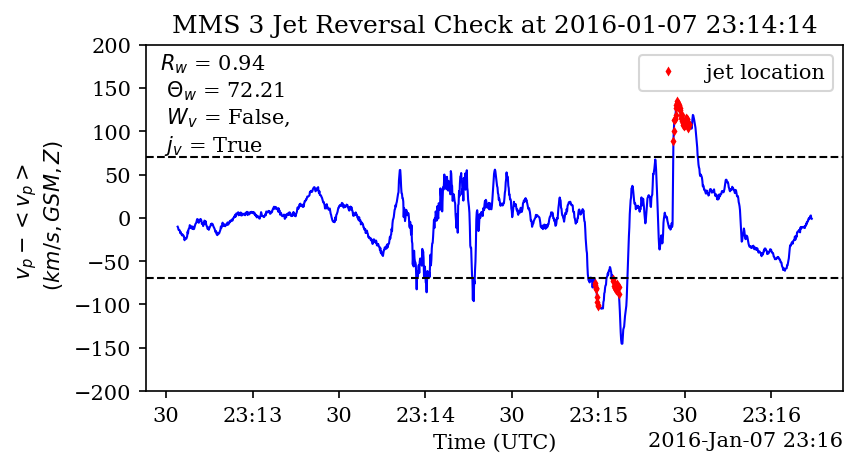 MMS 3 Jet Reversal Check at 2016-01-07 23:14:14
R_w = 0.94
Θ_w = 72.21
W_v = False,
j_v = True
jet location
200
150
100
50
0
−50
−100
−150
−200
v_p − < v_p >
(km/s, GSM, Z)
30 23:13 30 23:14 30 23:15 30 23:16
Time (UTC)
2016-Jan-07 23:16